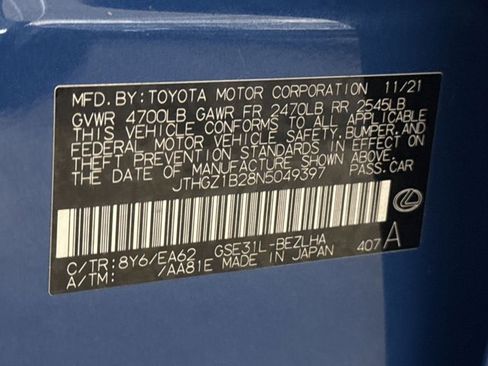 MFD.BY:TOYOTA MOTOR CORPORATION 11/21
GVWR 4700LB GAWR FR 2470LB RR 2545LB
THIS VEHICLE CONFORMS TO ALL APPLICABLE
FEDERAL MOTOR VEHICLE SAFETY,BUMPER,AND
THEFT PREVENTION STANDARDS IN EFFECT ON
THE DATE OF MANUFACTURE SHOWN ABOVE.
JTHGZ1B28N5049397 PASS.CAR
C/TR:8Y6/EA62 GSE31L-BEZLHA
A/TM: /AA81E MADE IN JAPAN 407 A